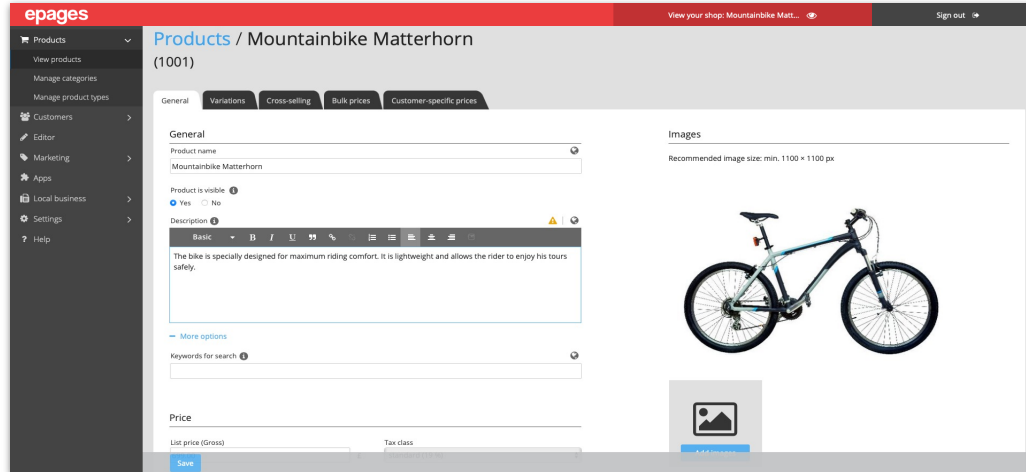 epages
View your shop: Mountainbike Matt...
Sign out
Products
View products
Manage categories
Manage product types
Customers
Editor
Marketing
Apps
Local business
Settings
Help
Products / Mountainbike Matterhorn
(1001)
General Variations Cross-selling Bulk prices Customer-specific prices
General
Product name
Mountainbike Matterhorn
Product is visible
Yes No
Description
Basic B I U
The bike is specially designed for maximum riding comfort. It is lightweight and allows the rider to enjoy his tours
safely.
More options
Keywords for search
Price
List price (Gross) Tax class
Save
Images
Recommended image size: min. 1100 × 1100 px
Add images